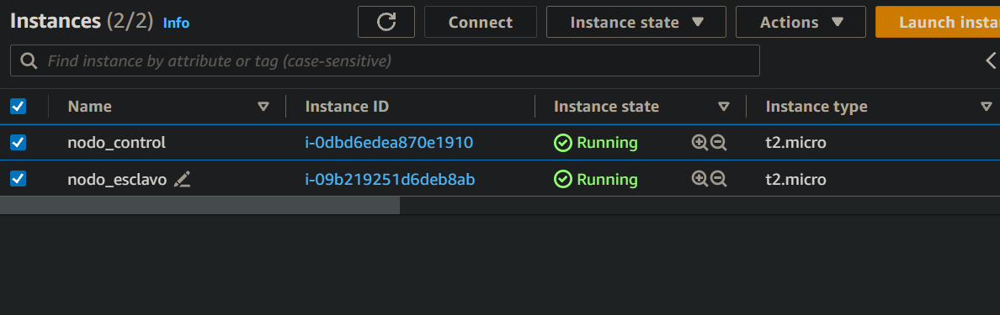 Instances (2/2) Info Connect Instance state Actions Launch insta
Find instance by attribute or tag (case-sensitive)
Name Instance ID Instance state Instance type
nodo_control i-0dbd6edea870e1910 Running t2.micro
nodo_esclavo i-09b219251d6deb8ab Running t2.micro